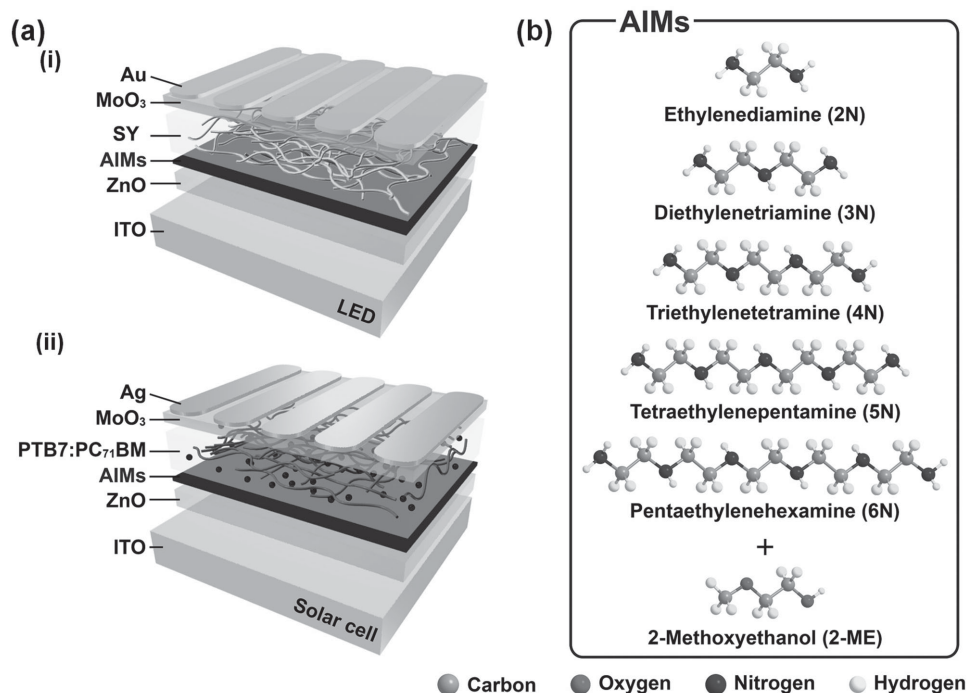 (a)
(i)
Au
MoO₃
SY
AIMs
ZnO
ITO
LED
(ii)
Ag
MoO₃
PTB7:PC₇₁BM
AIMs
ZnO
ITO
Solar cell
(b)
AIMs
Ethylenediamine (2N)
Diethylenetriamine (3N)
Triethylenetetramine (4N)
Tetraethylenepentamine (5N)
Pentaethylenehexamine (6N)
+
2-Methoxyethanol (2-ME)
Carbon Oxygen Nitrogen Hydrogen